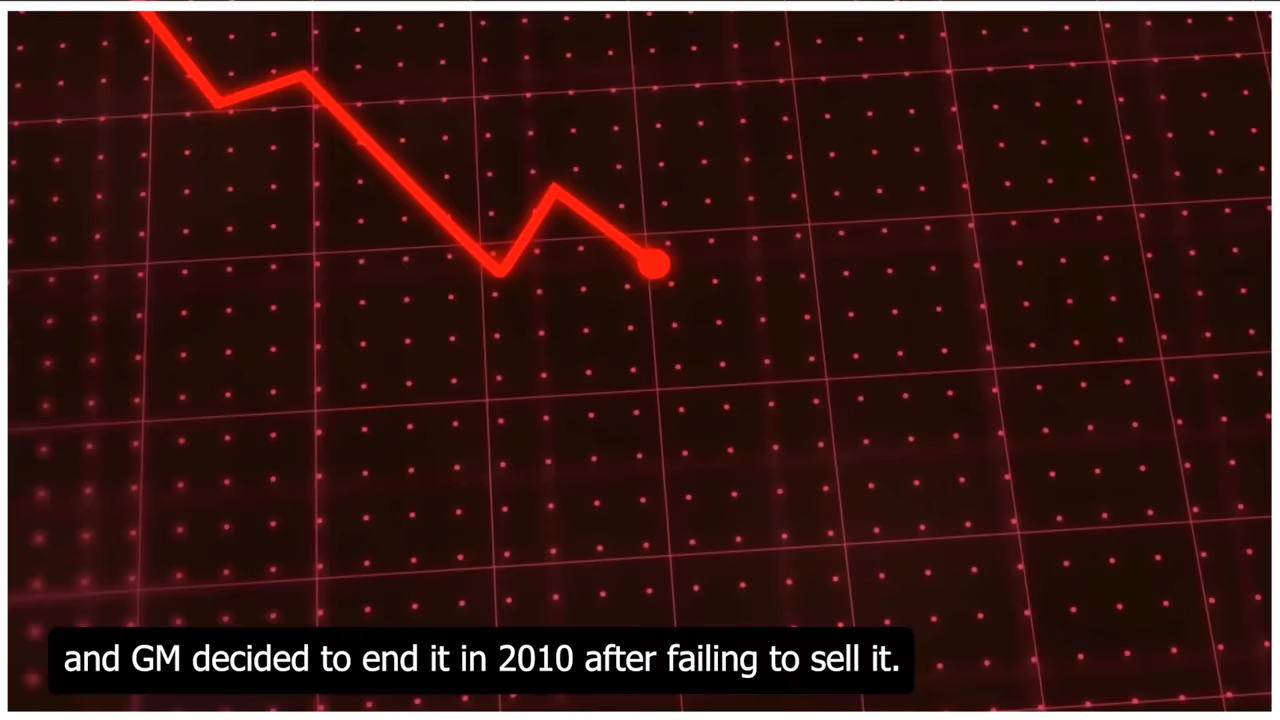 and GM decided to end it in 2010 after failing to sell it.